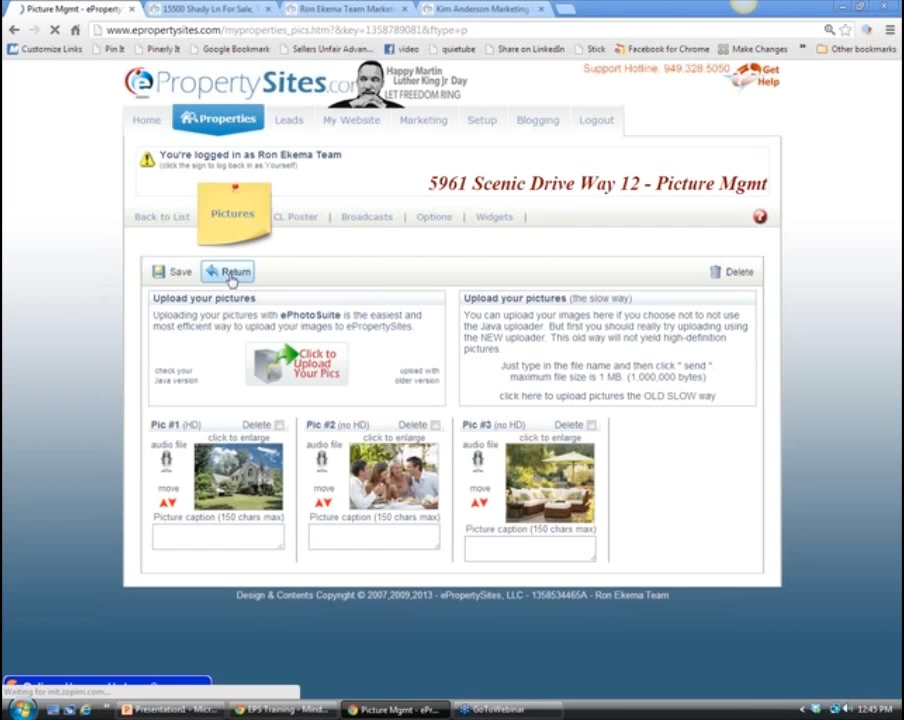 Picture Mgmt - eProperty
15500 Shady Ln For Sale,
Ron Ekema Team Market
Kim Anderson Marketing
www.epropertysites.com/myproperties_pics.htm?&key=1358789081&ftype=p
Customize Links
Pin It
Pinerly It
Google Bookmark
Sellers Unfair Advan...
video
quietube
Share on LinkedIn
Stick
Facebook for Chrome
Make Changes
»
Other bookmarks
ePropertySites.com
Happy Martin
Luther King Jr Day
LET FREEDOM RING
Support Hotline: 949.328.5050
Get
Help
Home
Properties
Leads
My Website
Marketing
Setup
Blogging
Logout
You're logged in as Ron Ekema Team
(click the sign to log back in as Yourself)
5961 Scenic Drive Way 12 - Picture Mgmt
Back to List
Pictures
CL Poster | Broadcasts | Options | Widgets |
?
Save
Return
Delete
Upload your pictures
Uploading your pictures with ePhotoSuite is the easiest and
most efficient way to upload your images to ePropertySites.
check your
Java version
Click to
Upload
Your Pics
upload with
older version
Upload your pictures (the slow way)
You can upload your images here if you choose not to not use
the Java uploader. But first you should really try uploading using
the NEW uploader. This old way will not yield high-definition
pictures.
Just type in the file name and then click " send ".
maximum file size is 1 MB. (1,000,000 bytes)
click here to upload pictures the OLD SLOW way
Pic #1 (HD)
Delete
click to enlarge
audio file
move
Picture caption (150 chars max)
Pic #2 (no HD)
Delete
click to enlarge
audio file
move
Picture caption (150 chars max)
Pic #3 (no HD)
Delete
click to enlarge
audio file
move
Picture caption (150 chars max)
Design & Contents Copyright © 2007,2009,2013 - ePropertySites, LLC - 1358534465A - Ron Ekema Team
Waiting for init.zopim.com...
Presentation1 - Micr...
EPS Training - Mind...
Picture Mgmt - ePr...
GoToWebinar
12:45 PM